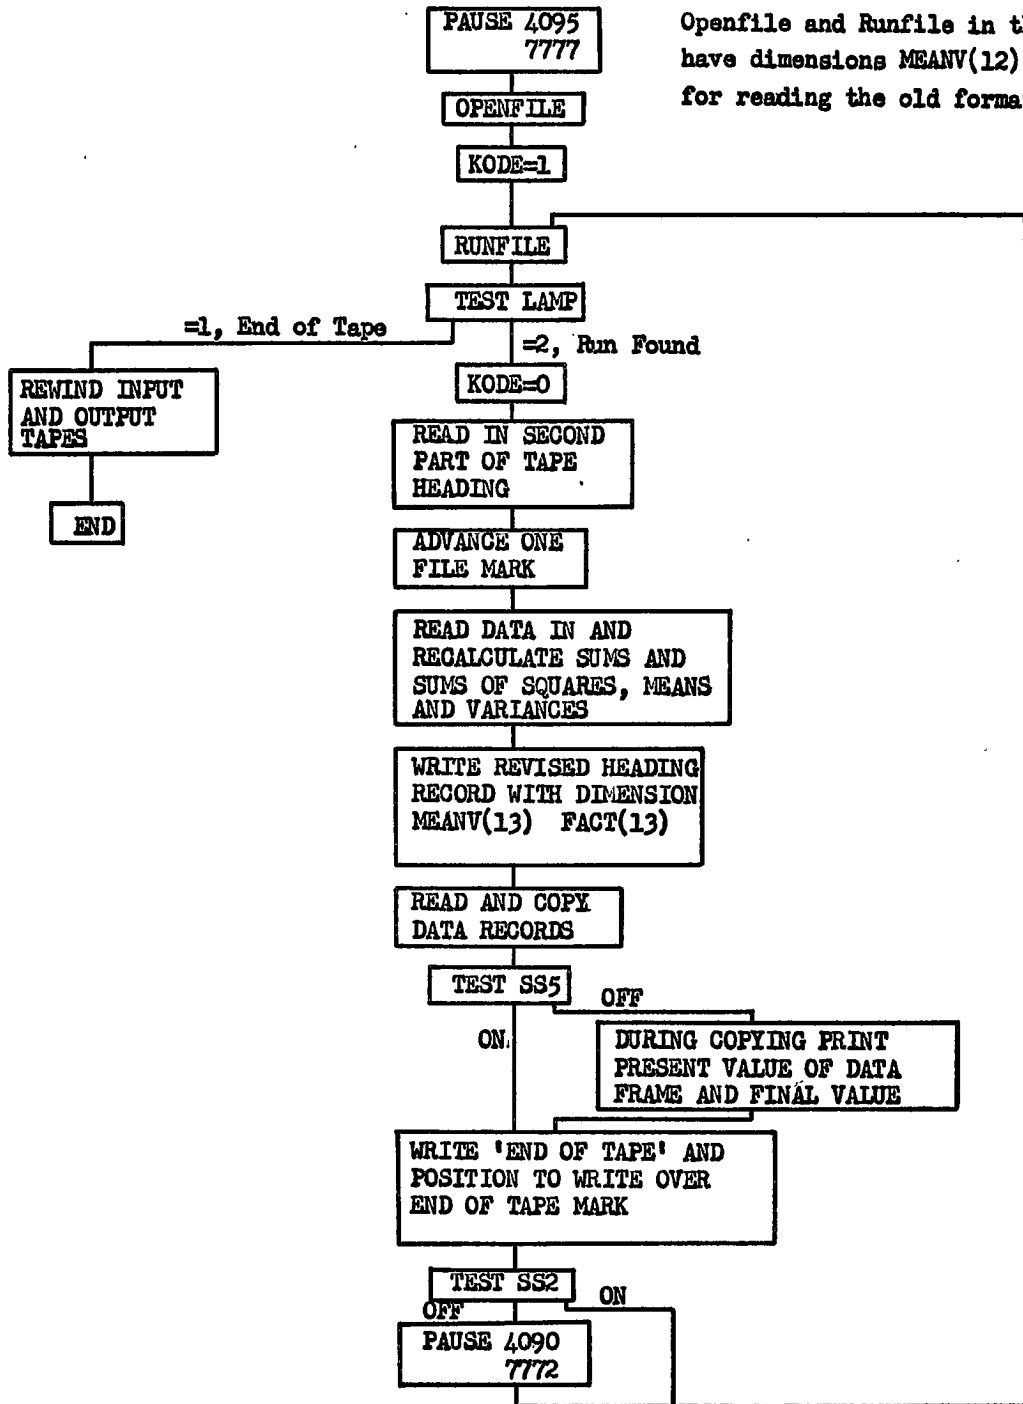 PAUSE 4095
7777
Openfile and Runfile in
have dimensions MEANV(12)
for reading the old
OPENFILE
KODE=1
RUNFILE
TEST LAMP
=1, End of Tape
=2, Run Found
REWIND INPUT
AND OUTPUT
TAPES
END
KODE=0
READ IN SECOND
PART OF TAPE
HEADING
ADVANCE ONE
FILE MARK
READ DATA IN AND
RECALCULATE SUMS AND
SUMS OF SQUARES, MEANS
AND VARIANCES
WRITE REVISED HEADING
RECORD WITH DIMENSION
MEANV(13) FACT(13)
READ AND COPY
DATA RECORDS
TEST SS5
OFF
ON
DURING COPYING PRINT
PRESENT VALUE OF DATA
FRAME AND FINAL VALUE
WRITE 'END OF TAPE' AND
POSITION TO WRITE OVER
END OF TAPE MARK
TEST SS2
OFF
ON
PAUSE 4090
7772